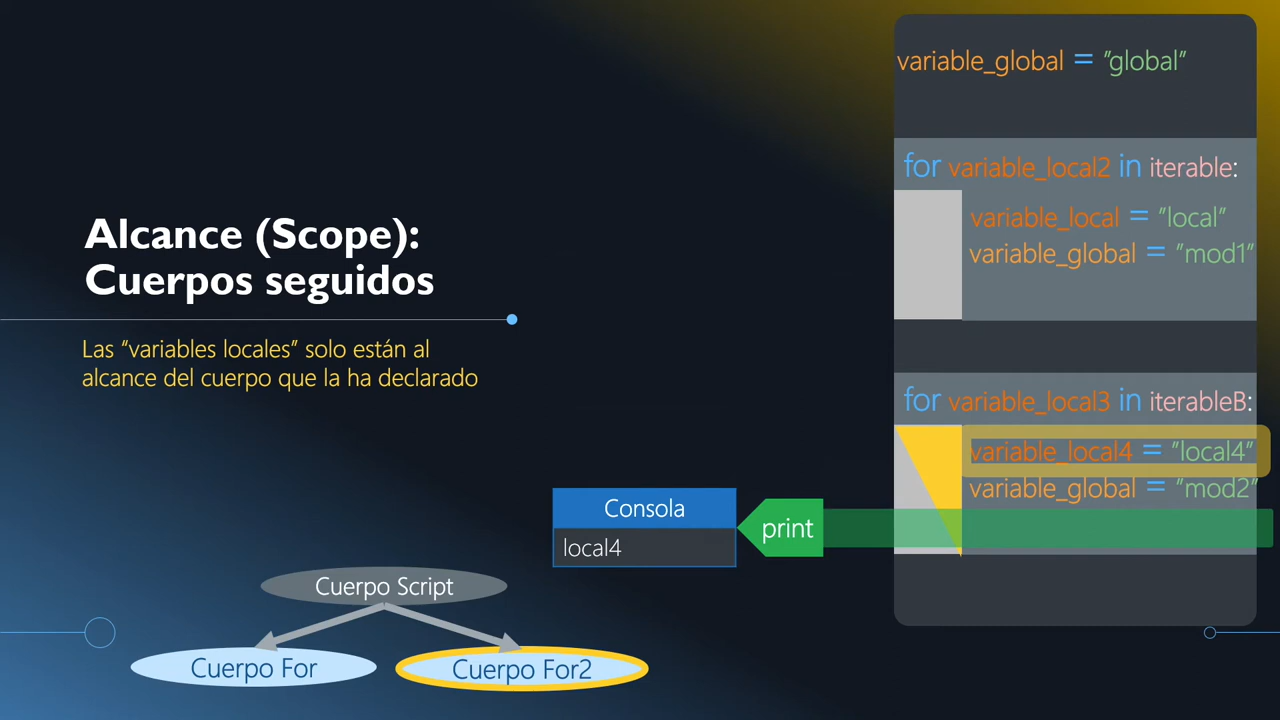 Alcance (Scope):
Cuerpos seguidos
Las “variables locales” solo están al
alcance del cuerpo que la ha declarado
variable_global = ”global”
for variable_local2 in iterable:
variable_local = ”local”
variable_global = ”mod1”
for variable_local3 in iterableB:
variable_local4 = ”local4”
variable_global = ”mod2”
Consola
local4
print
Cuerpo Script
Cuerpo For
Cuerpo For2